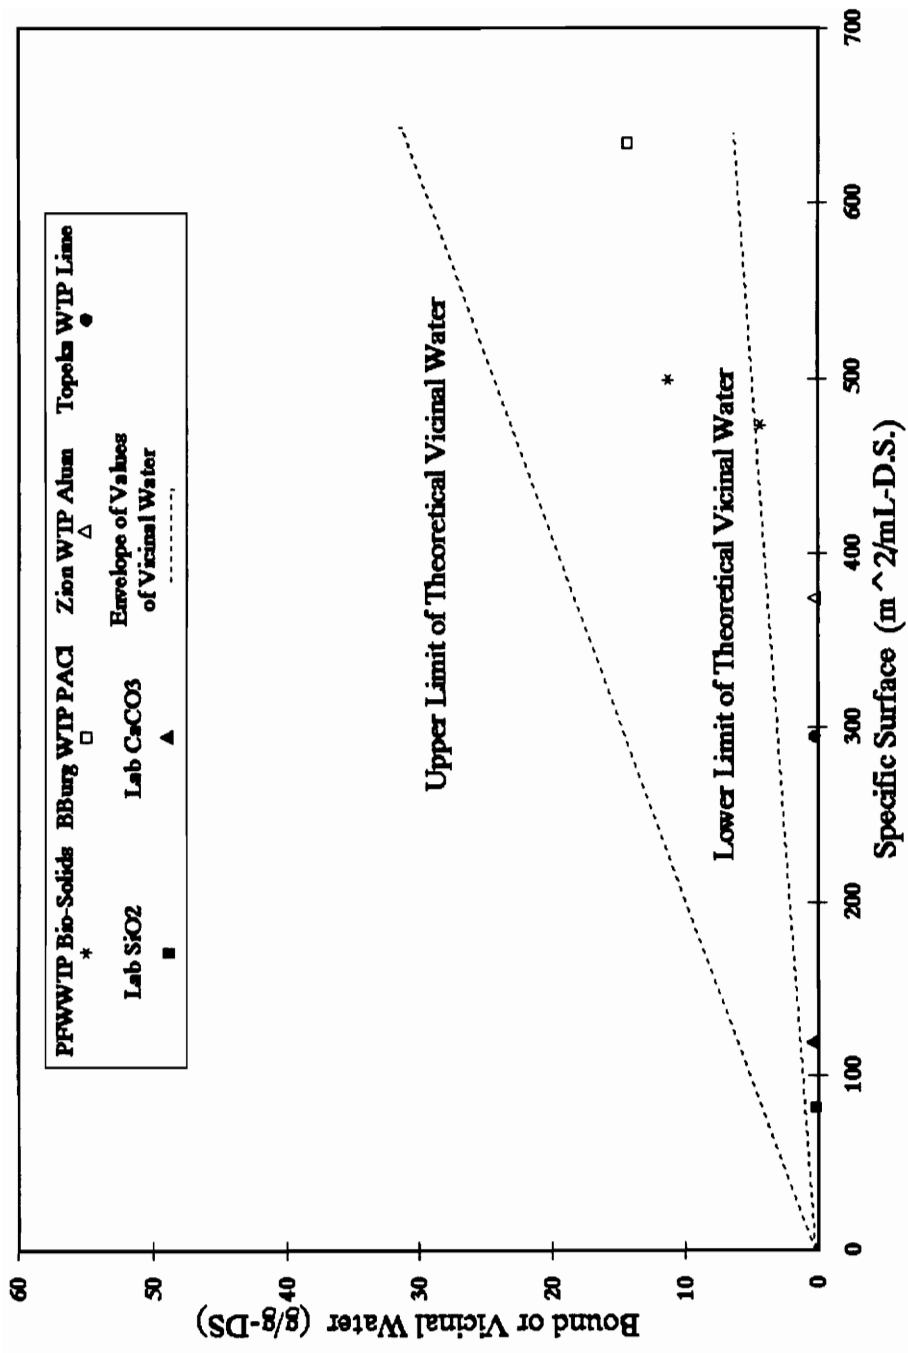 60
50
40
30
20
10
0
Bound or Vicinal Water (g/g-DS)
PFWWTP Bio-Solids BBurg WTP PACl Zion WTP Alum Topeka WTP Lime
Lab SiO2 Lab CaCO3 Envelope of Values
of Vicinal Water
Upper Limit of Theoretical Vicinal Water
Lower Limit of Theoretical Vicinal Water
0 100 200 300 400 500 600 700
Specific Surface (m^2/mL-D.S.)